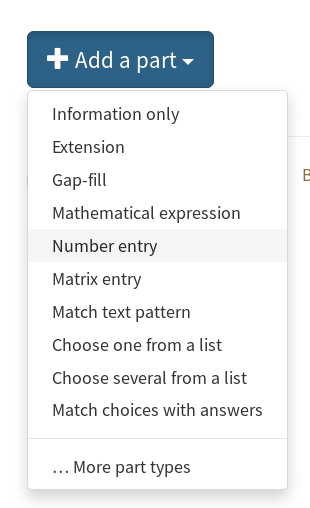 Add a part
Information only
Extension
Gap-fill
Mathematical expression
Number entry
Matrix entry
Match text pattern
Choose one from a list
Choose several from a list
Match choices with answers
… More part types